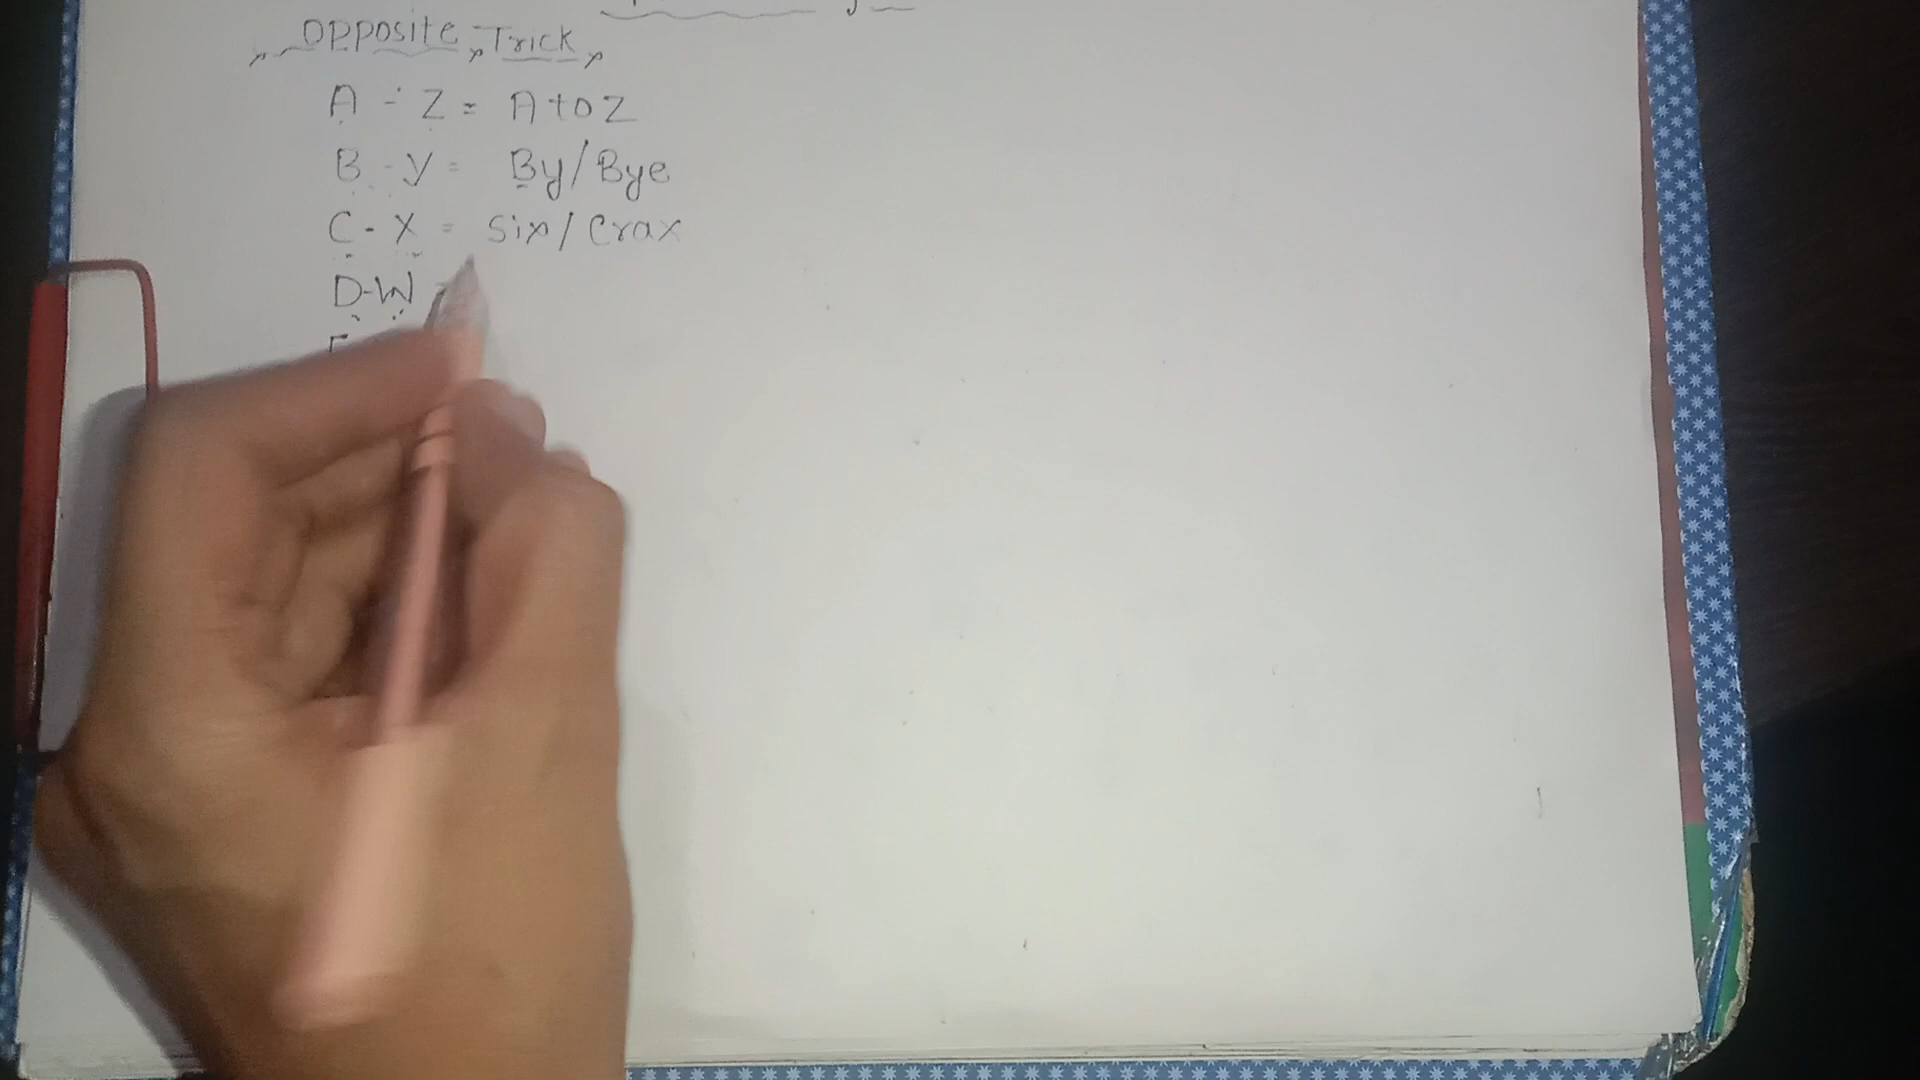 Opposite Trick
A - Z = A to Z
B - y = By/Bye
C - X = Six/Crax
D-W =
E